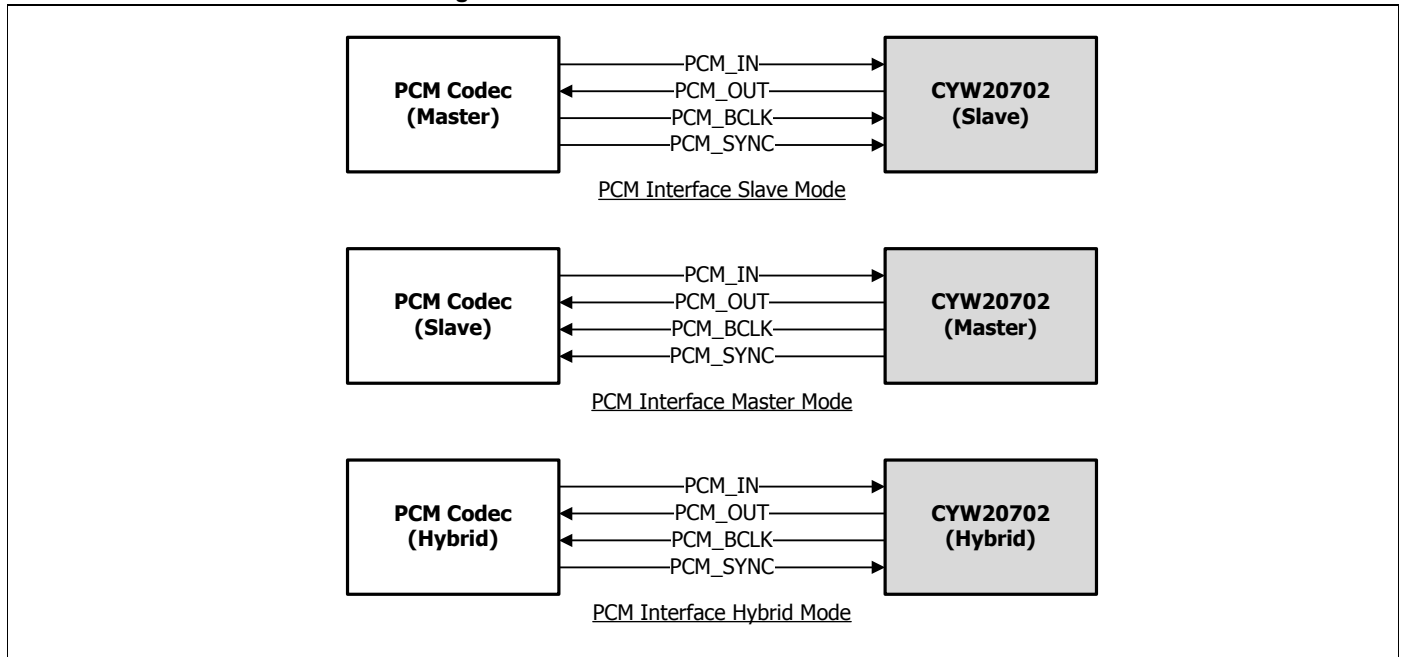 PCM Codec
(Master)
PCM_IN
PCM_OUT
PCM_BCLK
PCM_SYNC
CYW20702
(Slave)
PCM Interface Slave Mode
PCM Codec
(Slave)
PCM_IN
PCM_OUT
PCM_BCLK
PCM_SYNC
CYW20702
(Master)
PCM Interface Master Mode
PCM Codec
(Hybrid)
PCM_IN
PCM_OUT
PCM_BCLK
PCM_SYNC
CYW20702
(Hybrid)
PCM Interface Hybrid Mode